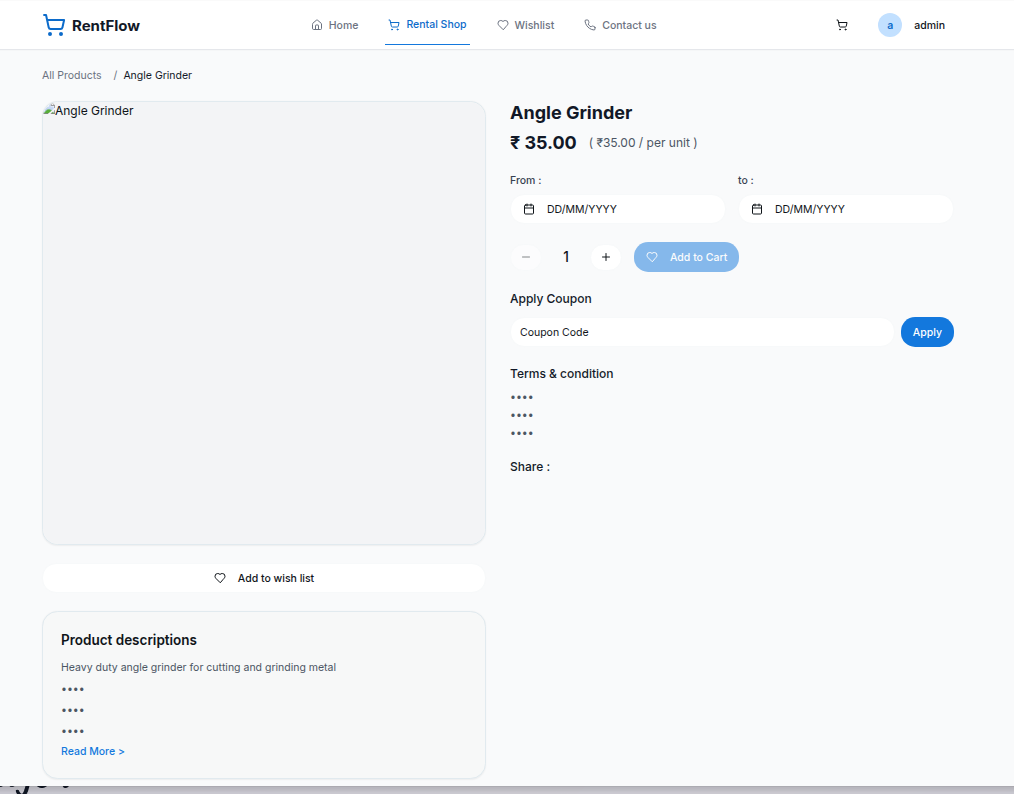 RentFlow
Home
Rental Shop
Wishlist
Contact us
a
admin
All Products / Angle Grinder
Angle Grinder
Angle Grinder
₹ 35.00 ( ₹35.00 / per unit )
From :
to :
DD/MM/YYYY
DD/MM/YYYY
− 1 +
Add to Cart
Apply Coupon
Coupon Code
Apply
Terms & condition
••••
••••
••••
Share :
Add to wish list
Product descriptions
Heavy duty angle grinder for cutting and grinding metal
••••
••••
••••
Read More >